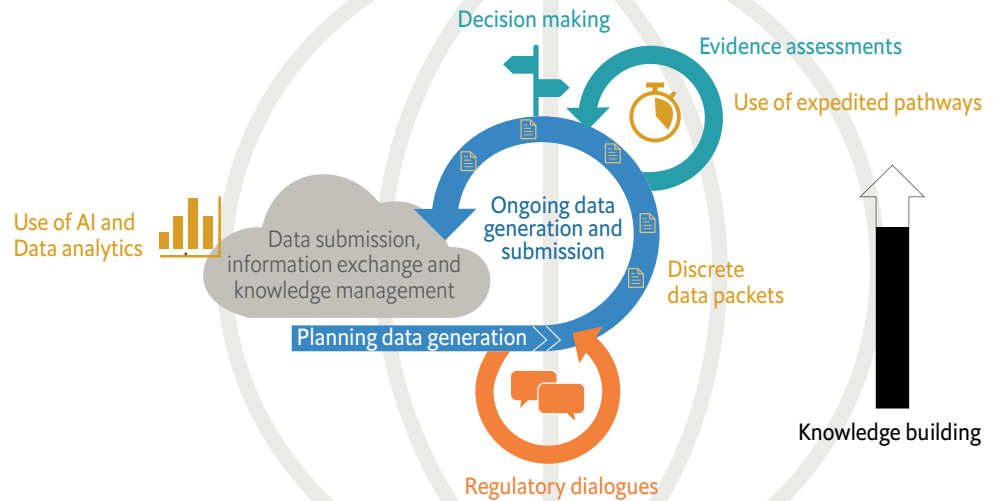 Decision making
Evidence assessments
Use of expedited pathways
Use of AI and
Data analytics
Data submission,
information exchange and
knowledge management
Ongoing data
generation and
submission
Discrete
data packets
Planning data generation
Knowledge building
Regulatory dialogues